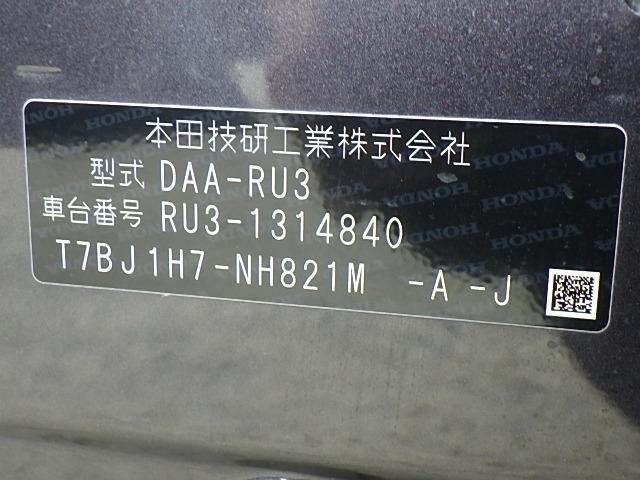 本田技研工業株式会社
型式 DAA-RU3
車台番号 RU3-1314840
T7BJ1H7-NH821M -A -J